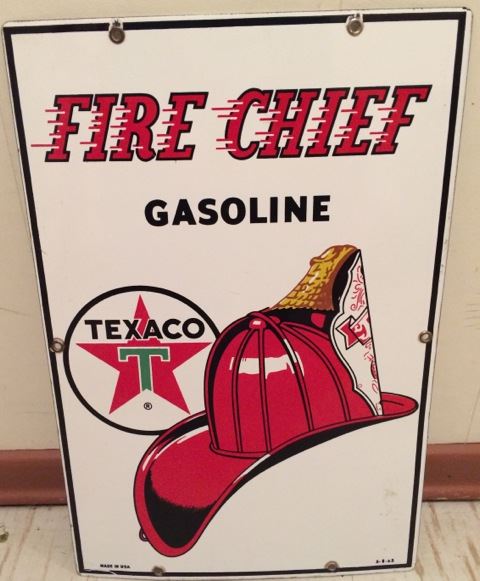 FIRE CHIEF
GASOLINE
TEXACO
T
®
MADE IN USA